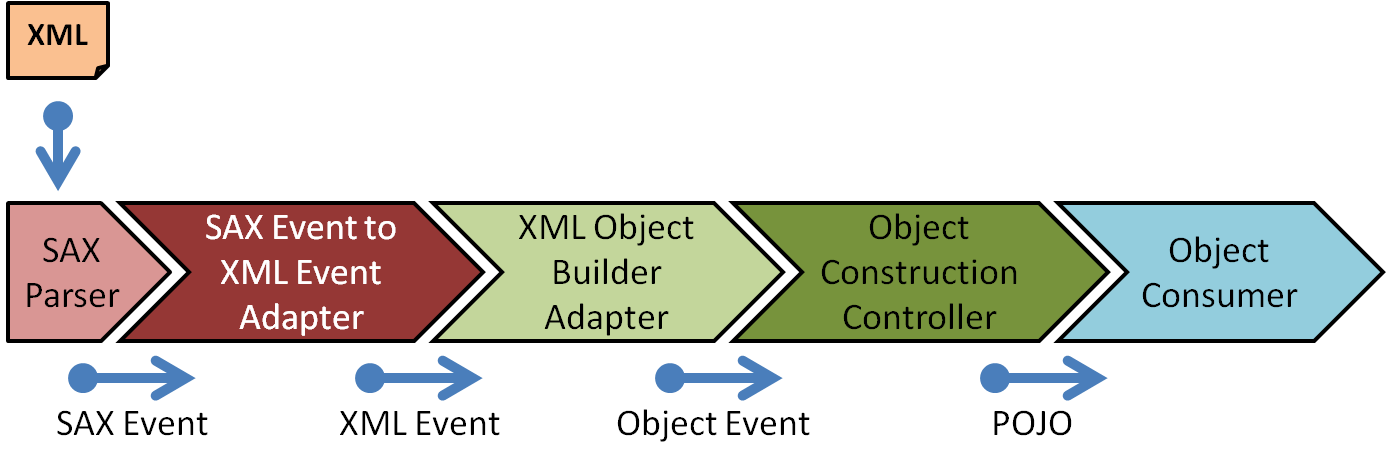 XML
SAX
Parser
SAX Event to
XML Event
Adapter
XML Object
Builder
Adapter
Object
Construction
Controller
Object
Consumer
SAX Event
XML Event
Object Event
POJO